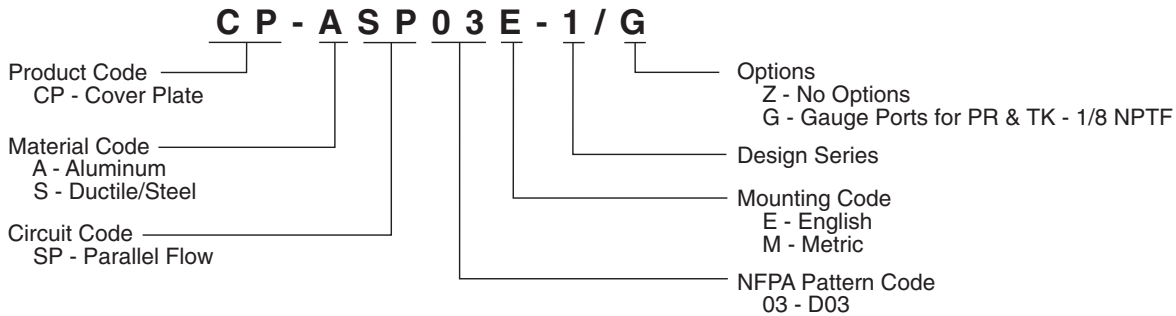 CP-ASP03E-1/G
Product Code
CP - Cover Plate
Material Code
A - Aluminum
S - Ductile/Steel
Circuit Code
SP - Parallel Flow
Options
Z - No Options
G - Gauge Ports for PR & TK - 1/8 NPTF
Design Series
Mounting Code
E - English
M - Metric
NFPA Pattern Code
03 - D03